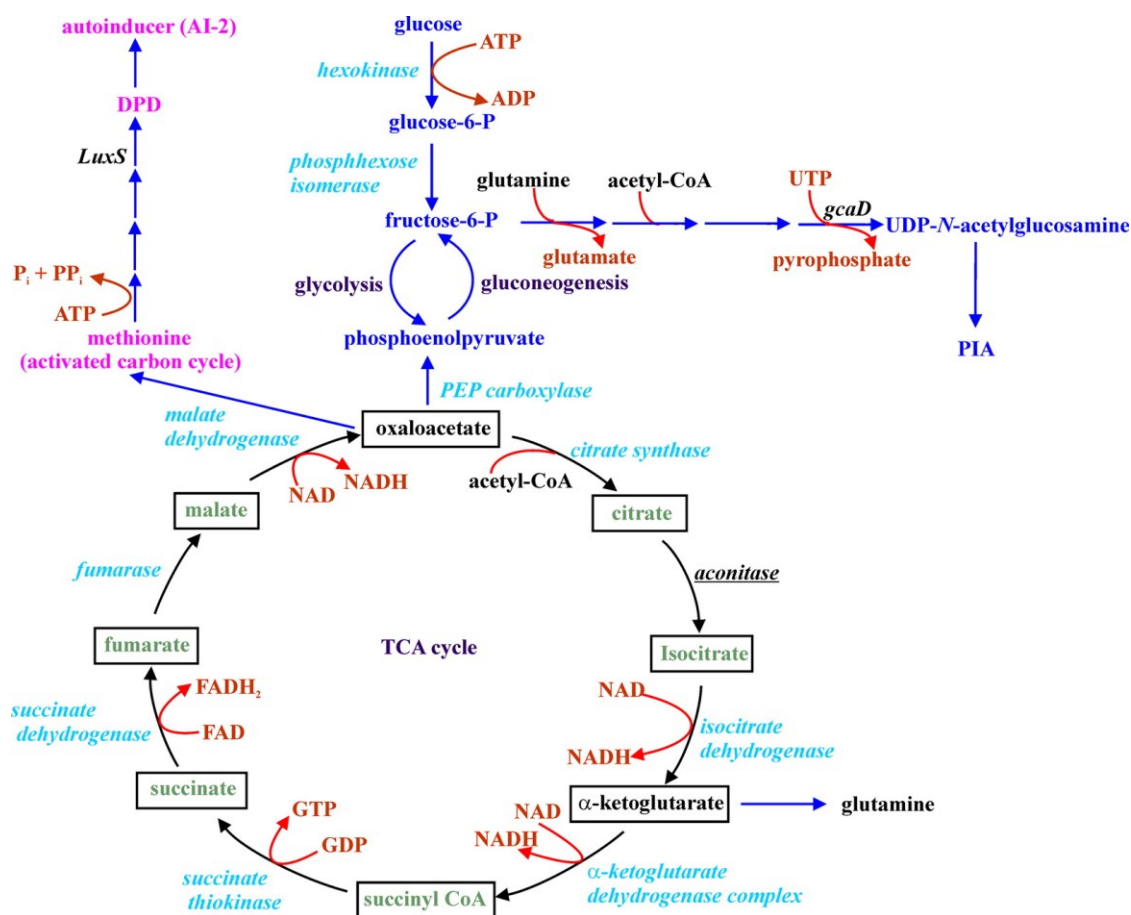 autoinducer (AI-2)
DPD
LuxS
Pᵢ + PPᵢ
ATP
methionine
(activated carbon cycle)
glucose
ATP
hexokinase
ADP
glucose-6-P
phosphhexose
isomerase
fructose-6-P
glutamine
glutamate
acetyl-CoA
UTP
gcaD
pyrophosphate
UDP-N-acetylglucosamine
PIA
glycolysis
gluconeogenesis
phosphoenolpyruvate
PEP carboxylase
malate
dehydrogenase
oxaloacetate
citrate synthase
acetyl-CoA
NAD
NADH
malate
citrate
fumarase
aconitase
fumarate
TCA cycle
Isocitrate
FADH₂
FAD
succinate
dehydrogenase
NAD
NADH
isocitrate
dehydrogenase
succinate
α-ketoglutarate
glutamine
GTP
GDP
NAD
NADH
succinate
thiokinase
succinyl CoA
α-ketoglutarate
dehydrogenase complex